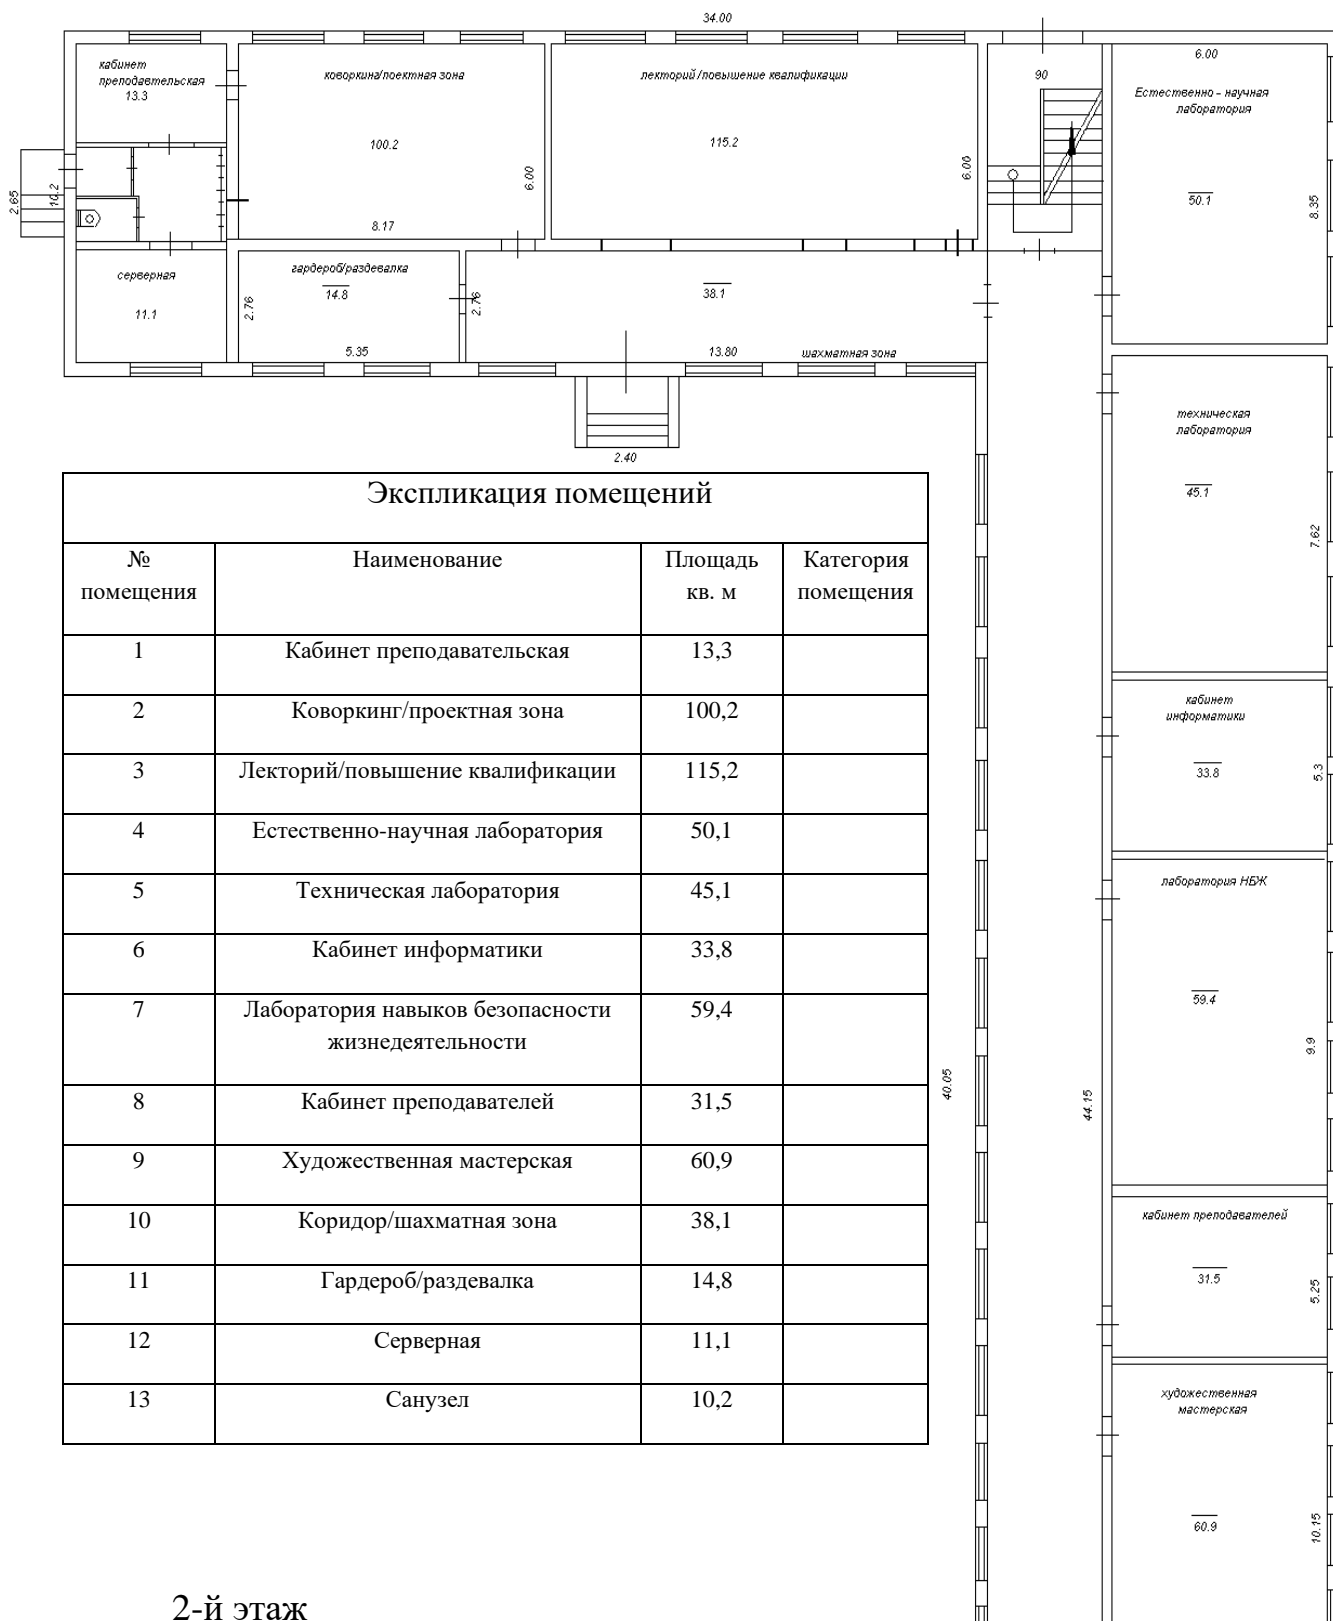 34.00
кабинет
преподавтельская
13.3
коворкинг/поектная зона
100.2
8.17
6.00
лекторий /повышение квалификации
115.2
6.00
90
6.00
Естественно - научная
лаборатория
50.1
8.35
2.65
10.2
серверная
11.1
2.76
гардероб/раздевалка
14.8
5.35
2.76
38.1
13.80
шахматная зона
2.40
техническая
лаборатория
45.1
7.62
кабинет
информатики
33.8
5.3
лаборатория НБЖ
59.4
9.9
40.05
44.15
кабинет преподавателей
31.5
5.25
художественная
мастерская
60.9
10.15
Экспликация помещений
№ помещения Наименование Площадь кв. м Категория помещения
1 Кабинет преподавательская 13,3
2 Коворкинг/проектная зона 100,2
3 Лекторий/повышение квалификации 115,2
4 Естественно-научная лаборатория 50,1
5 Техническая лаборатория 45,1
6 Кабинет информатики 33,8
7 Лаборатория навыков безопасности 59,4
жизнедеятельности
8 Кабинет преподавателей 31,5
9 Художественная мастерская 60,9
10 Коридор/шахматная зона 38,1
11 Гардероб/раздевалка 14,8
12 Серверная 11,1
13 Санузел 10,2
2-й этаж